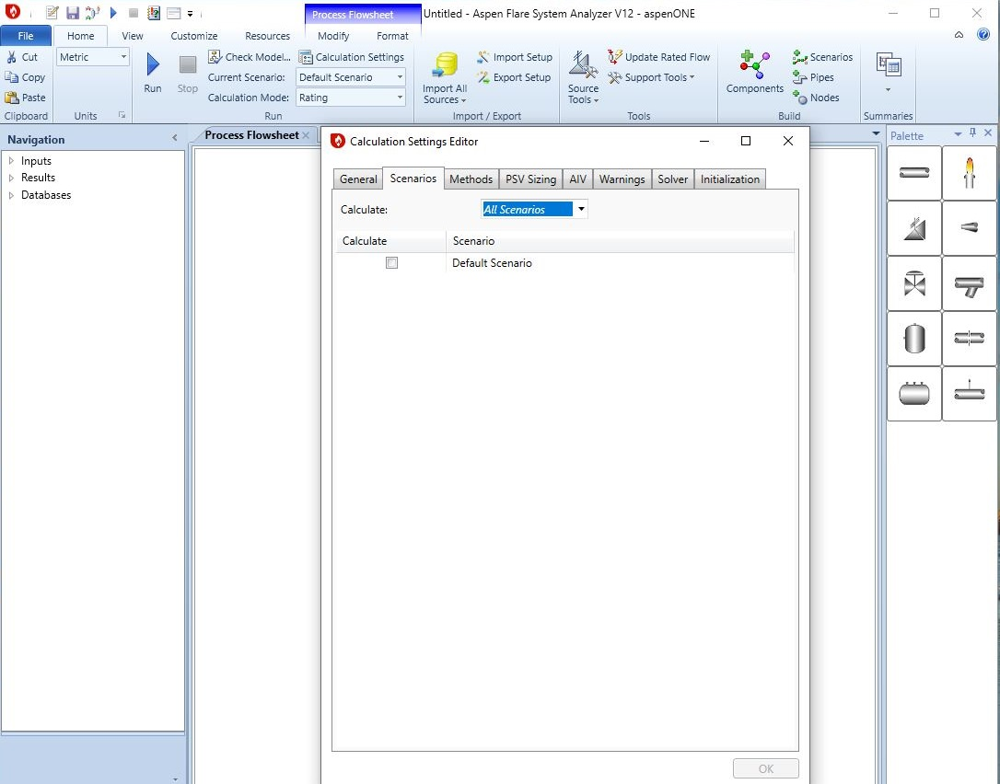 Process Flowsheet
Untitled - Aspen Flare System Analyzer V12 - aspenONE
File
Home
View
Customize
Resources
Modify
Format
Cut
Copy
Paste
Clipboard
Metric
Units
Run
Stop
Check Model...
Calculation Settings
Current Scenario:
Default Scenario
Calculation Mode:
Rating
Run
Import All
Sources
Import Setup
Export Setup
Import / Export
Source
Tools
Update Rated Flow
Support Tools
Tools
Components
Scenarios
Pipes
Nodes
Build
Summaries
Navigation
Inputs
Results
Databases
Process Flowsheet
Calculation Settings Editor
General
Scenarios
Methods
PSV Sizing
AIV
Warnings
Solver
Initialization
Calculate:
All Scenarios
Calculate
Scenario
Default Scenario
OK
Palette